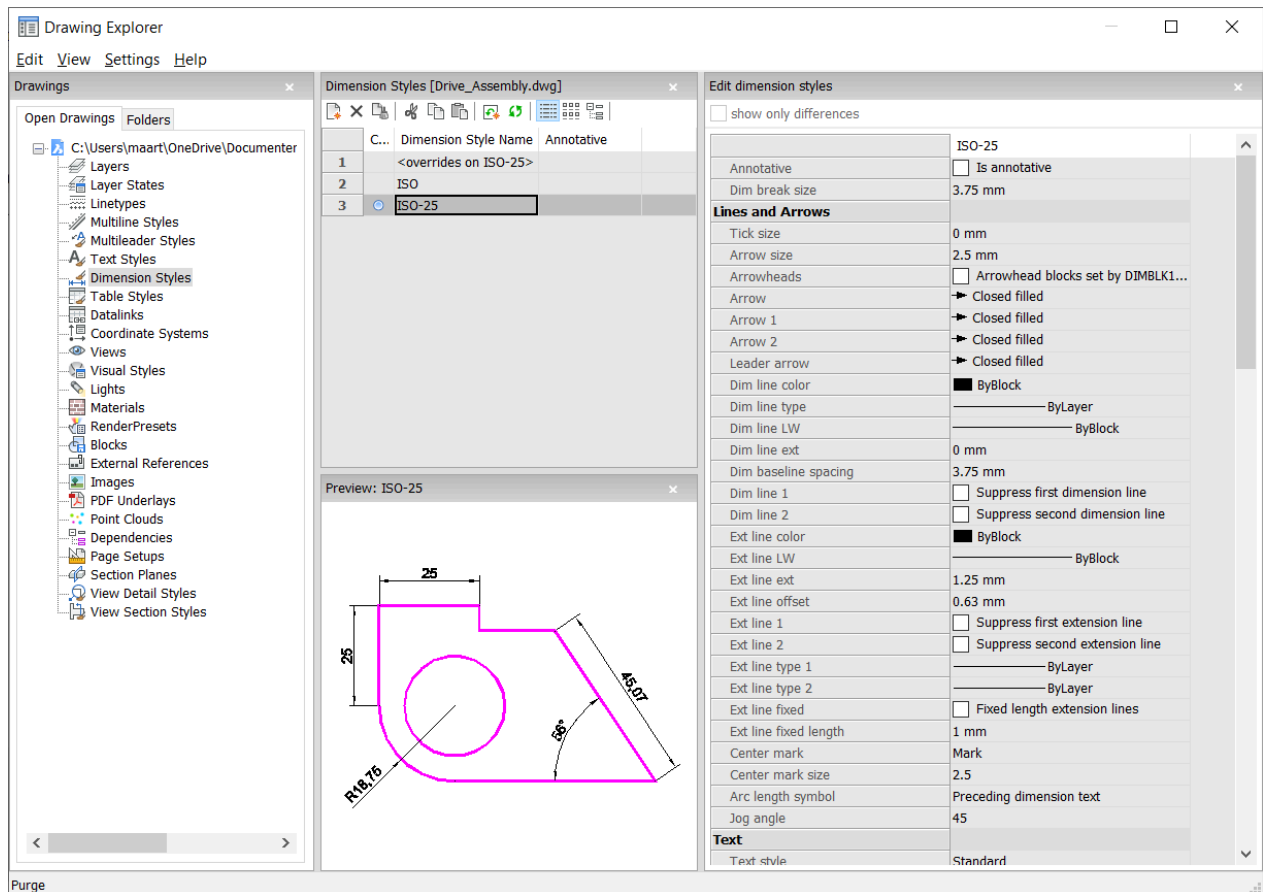 Drawing Explorer
Edit View Settings Help
Drawings
Open Drawings Folders
C:\Users\maart\OneDrive\Documenter
Layers
Layer States
Linetypes
Multiline Styles
Multileader Styles
Text Styles
Dimension Styles
Table Styles
Datalinks
Coordinate Systems
Views
Visual Styles
Lights
Materials
RenderPresets
Blocks
External References
Images
PDF Underlays
Point Clouds
Dependencies
Page Setups
Section Planes
View Detail Styles
View Section Styles
Dimension Styles [Drive_Assembly.dwg]
C... Dimension Style Name Annotative
1 <overrides on ISO-25>
2 ISO
3 ISO-25
Preview: ISO-25
25
25
45,07
56°
R18,75
Edit dimension styles
show only differences
ISO-25
Annotative Is annotative
Dim break size 3.75 mm
Lines and Arrows
Tick size 0 mm
Arrow size 2.5 mm
Arrowheads Arrowhead blocks set by DIMBLK1...
Arrow Closed filled
Arrow 1 Closed filled
Arrow 2 Closed filled
Leader arrow Closed filled
Dim line color ByBlock
Dim line type ByLayer
Dim line LW ByBlock
Dim line ext 0 mm
Dim baseline spacing 3.75 mm
Dim line 1 Suppress first dimension line
Dim line 2 Suppress second dimension line
Ext line color ByBlock
Ext line LW ByBlock
Ext line ext 1.25 mm
Ext line offset 0.63 mm
Ext line 1 Suppress first extension line
Ext line 2 Suppress second extension line
Ext line type 1 ByLayer
Ext line type 2 ByLayer
Ext line fixed Fixed length extension lines
Ext line fixed length 1 mm
Center mark Mark
Center mark size 2.5
Arc length symbol Preceding dimension text
Jog angle 45
Text
Text style Standard
Purge